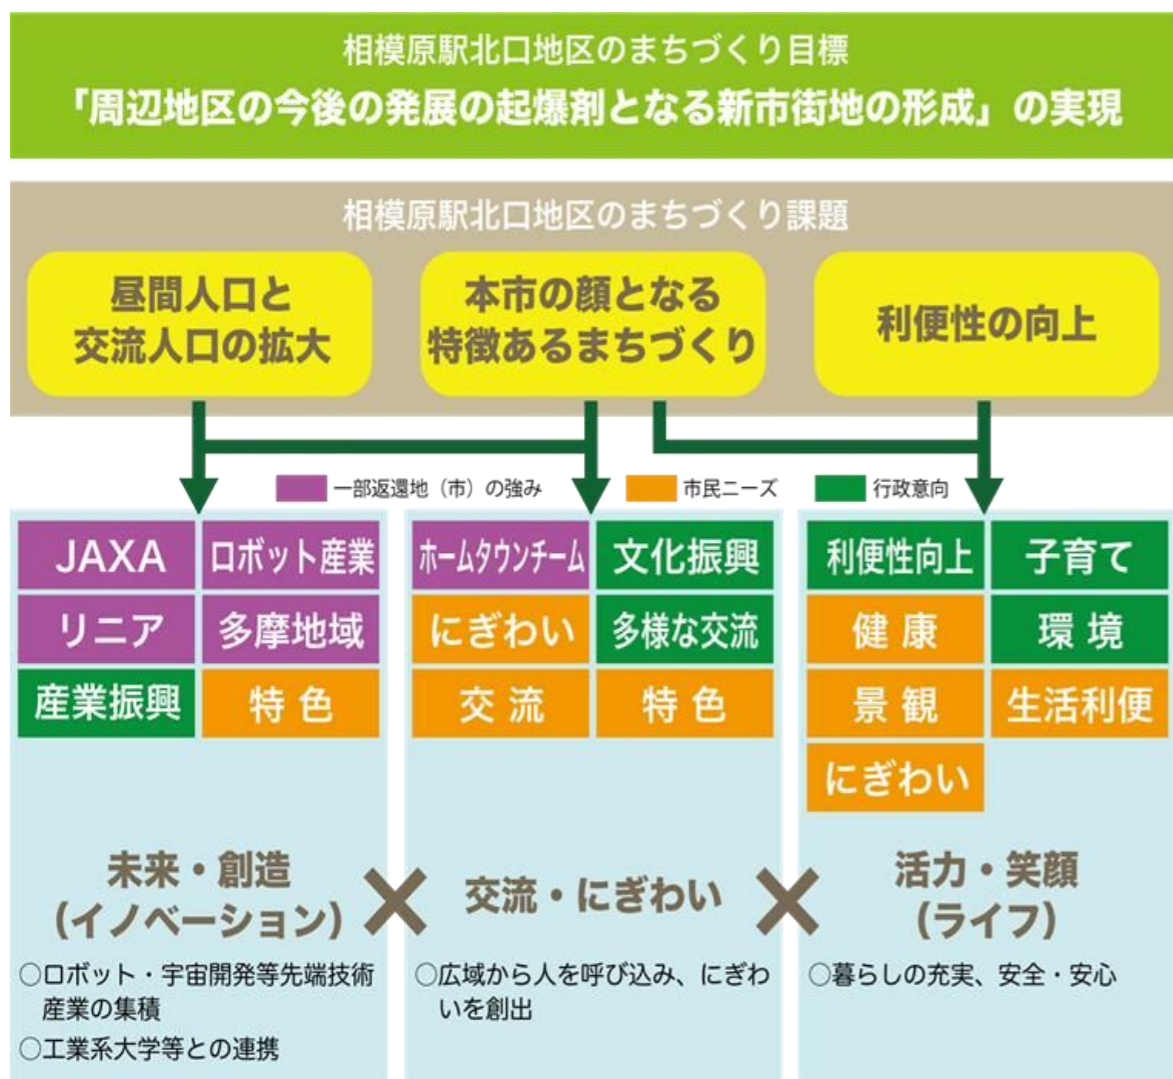 相模原駅北口地区のまちづくり目標
「周辺地区の今後の発展の起爆剤となる新市街地の形成」の実現
相模原駅北口地区のまちづくり課題
昼間人口と
交流人口の拡大
本市の顔となる
特徴あるまちづくり
利便性の向上
一部返還地（市）の強み
市民ニーズ
行政意向
JAXA
ロボット産業
リニア
多摩地域
産業振興
特色
ホームタウンチーム
文化振興
にぎわい
多様な交流
交流
特色
利便性向上
子育て
健康
環境
景観
生活利便
にぎわい
未来・創造
(イノベーション)
×
交流・にぎわい
×
活力・笑顔
(ライフ)
○ロボット・宇宙開発等先端技術
産業の集積
○工業系大学等との連携
○広域から人を呼び込み、にぎわ
いを創出
○暮らしの充実、安全・安心